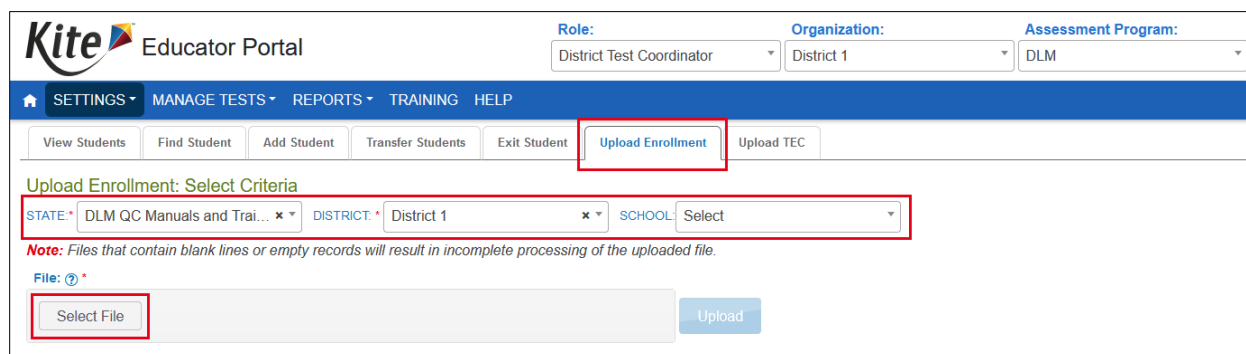 Kite Educator Portal
Role: Organization: Assessment Program:
District Test Coordinator District 1 DLM
SETTINGS MANAGE TESTS REPORTS TRAINING HELP
View Students Find Student Add Student Transfer Students Exit Student Upload Enrollment Upload TEC
Upload Enrollment: Select Criteria
STATE:* DLM QC Manuals and Trai... × DISTRICT: * District 1 × SCHOOL: Select
Note: Files that contain blank lines or empty records will result in incomplete processing of the uploaded file.
File: ? *
Select File Upload